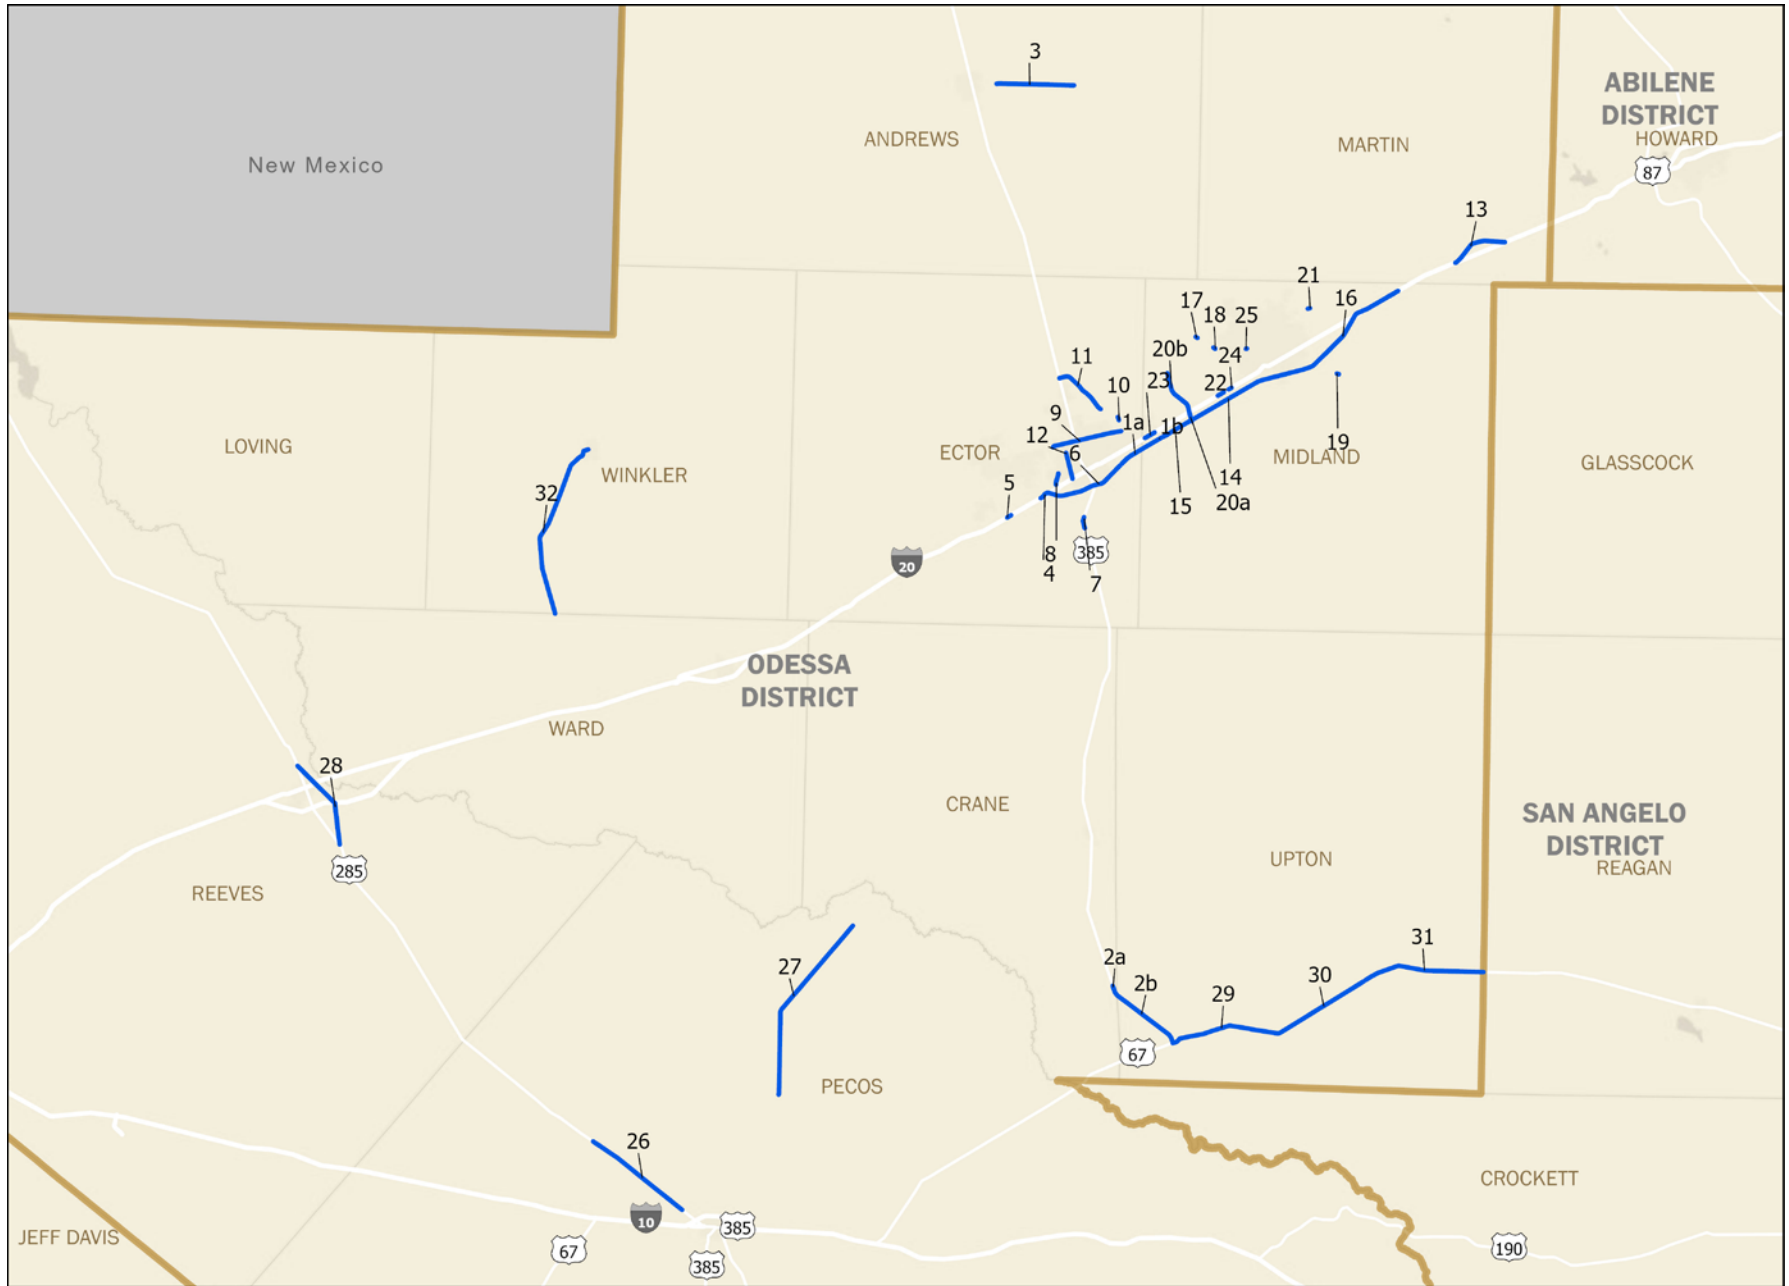 3
ABILENE
DISTRICT
ANDREWS
MARTIN
HOWARD
New Mexico
87
13
21
16
17
18
25
20b
24
11
23
22
10
9
1a
1b
12
6
19
LOVING
ECTOR
MIDLAND
GLASSCOCK
WINKLER
5
14
32
15
20a
8
385
20
4
7
ODESSA
DISTRICT
WARD
28
CRANE
SAN ANGELO
DISTRICT
UPTON
REAGAN
285
REEVES
31
2a
27
30
2b
29
67
PECOS
26
CROCKETT
10
385
JEFF DAVIS
67
190
385